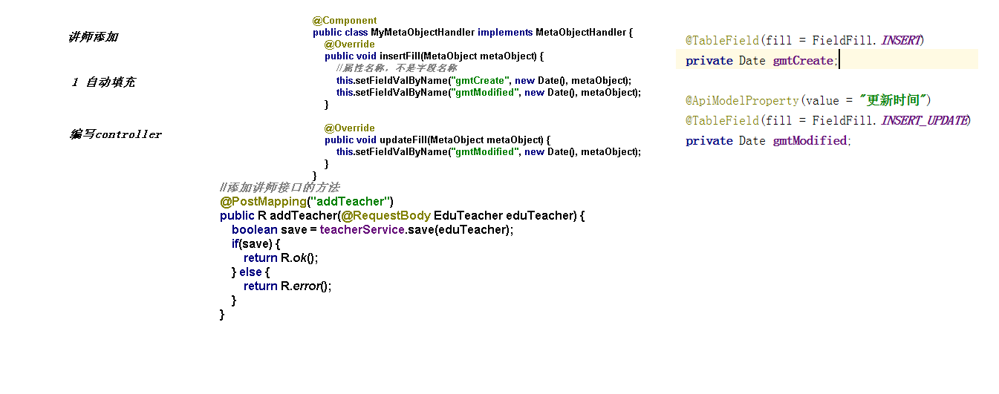 讲师添加
1 自动填充
编写controller
@Component
public class MyMetaObjectHandler implements MetaObjectHandler {
@Override
public void insertFill(MetaObject metaObject) {
//属性名称，不是字段名称
this.setFieldValByName("gmtCreate", new Date(), metaObject);
this.setFieldValByName("gmtModified", new Date(), metaObject);
}
@Override
public void updateFill(MetaObject metaObject) {
this.setFieldValByName("gmtModified", new Date(), metaObject);
}
}
@TableField(fill = FieldFill.INSERT)
private Date gmtCreate;
@ApiModelProperty(value = "更新时间")
@TableField(fill = FieldFill.INSERT_UPDATE)
private Date gmtModified;
//添加讲师接口的方法
@PostMapping("addTeacher")
public R addTeacher(@RequestBody EduTeacher eduTeacher) {
boolean save = teacherService.save(eduTeacher);
if(save) {
return R.ok();
} else {
return R.error();
}
}